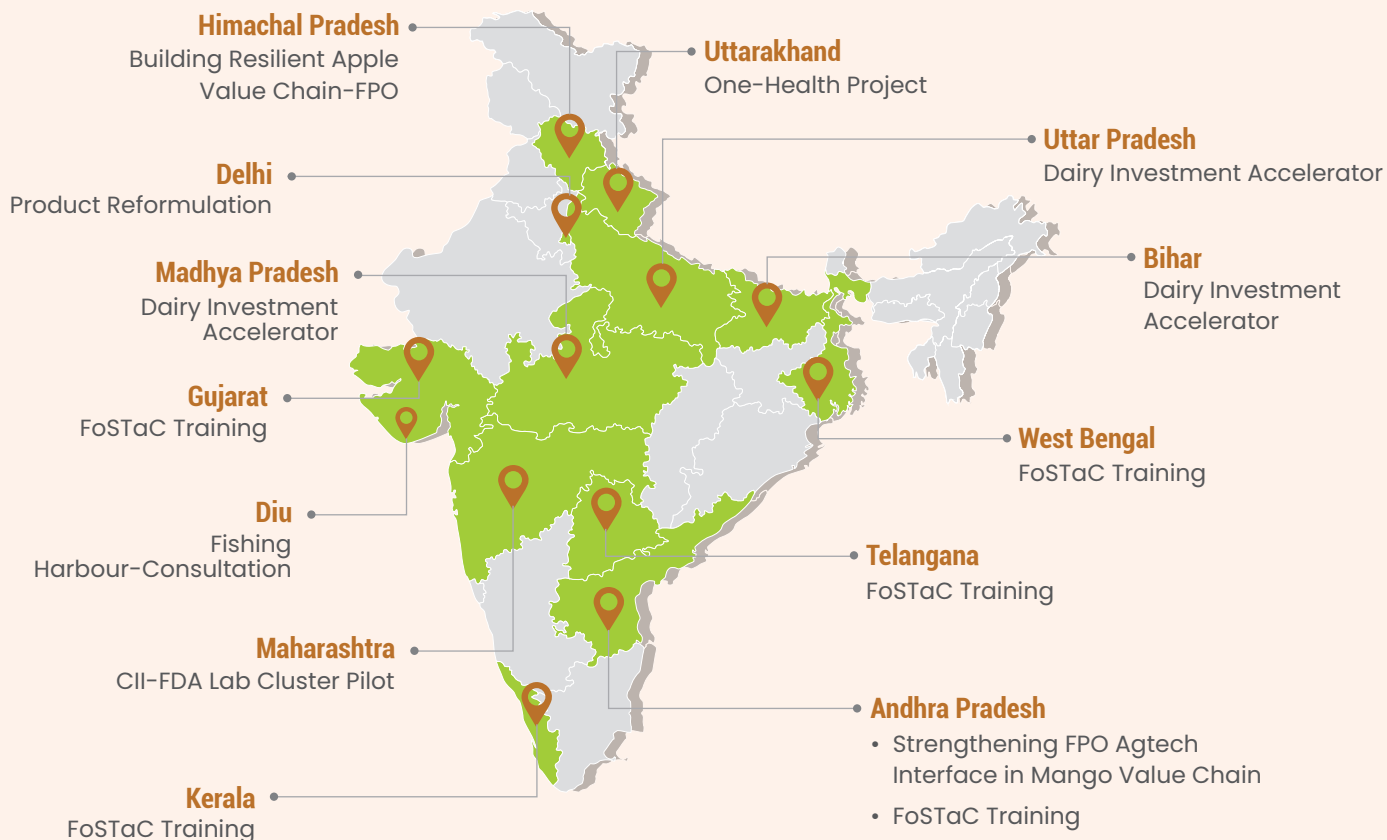 Himachal Pradesh
Building Resilient Apple
Value Chain-FPO
Uttarakhand
One-Health Project
Uttar Pradesh
Dairy Investment Accelerator
Delhi
Product Reformulation
Bihar
Dairy Investment
Accelerator
Madhya Pradesh
Dairy Investment
Accelerator
Gujarat
FoSTaC Training
West Bengal
FoSTaC Training
Diu
Fishing
Harbour-Consultation
Telangana
FoSTaC Training
Maharashtra
CII-FDA Lab Cluster Pilot
Andhra Pradesh
• Strengthening FPO Agtech
Interface in Mango Value Chain
• FoSTaC Training
Kerala
FoSTaC Training